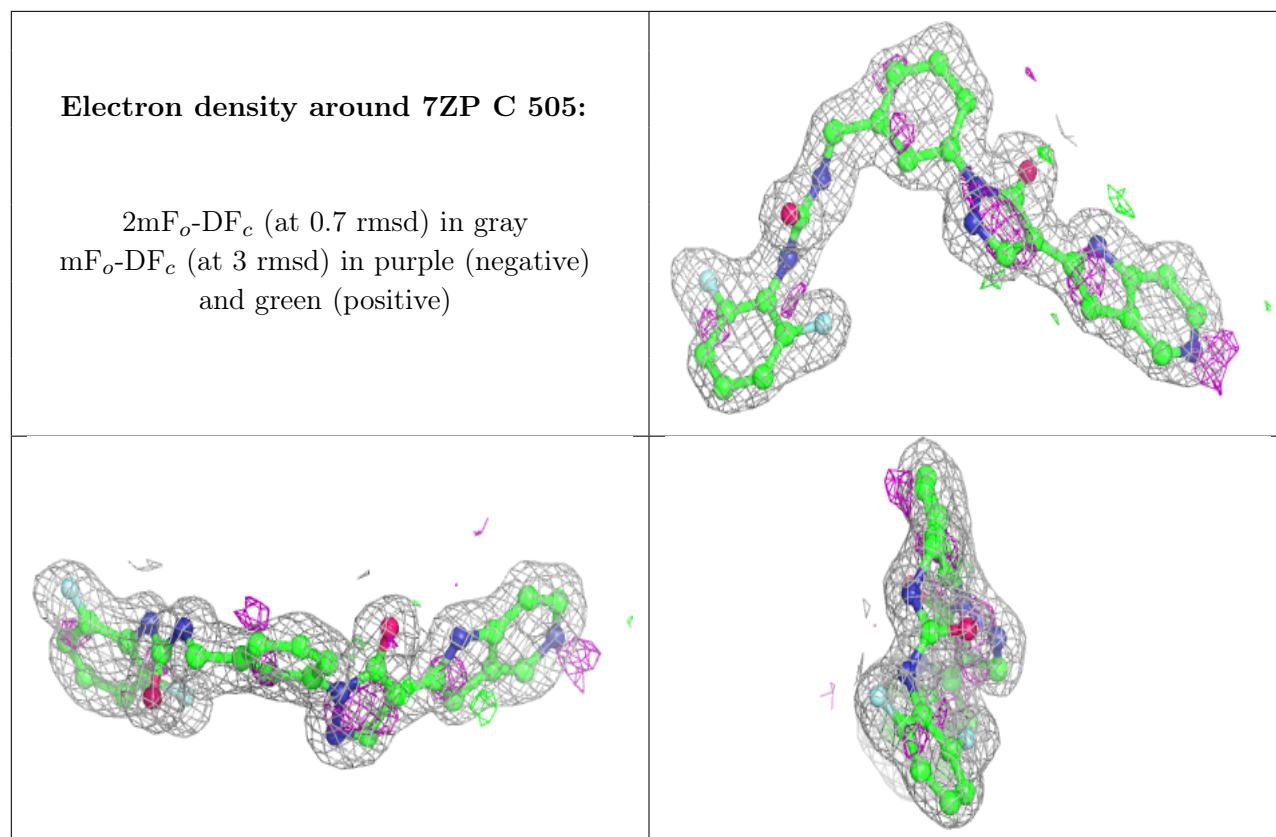 Electron density around 7ZP C 505:
2mFo-DFc (at 0.7 rmsd) in gray
mFo-DFc (at 3 rmsd) in purple (negative)
and green (positive)